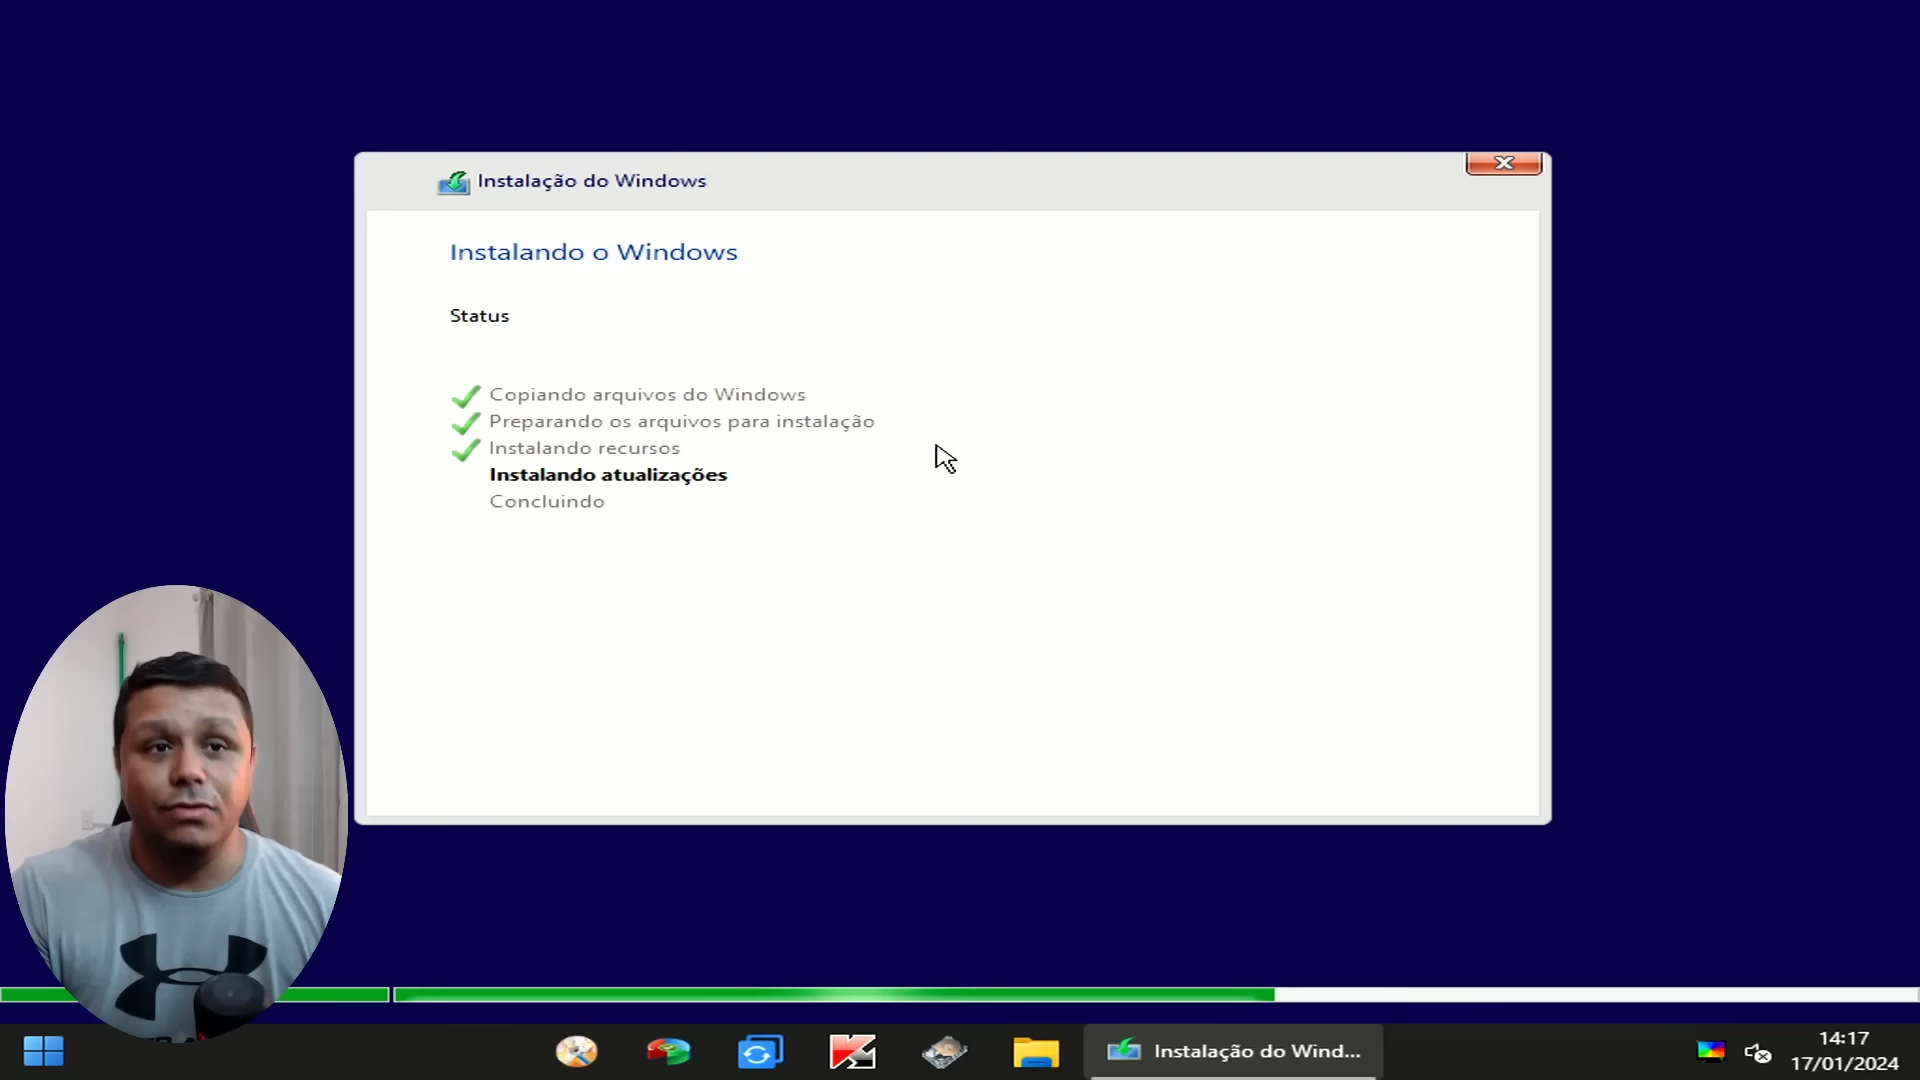 Instalação do Windows
Instalando o Windows
Status
Copiando arquivos do Windows
Preparando os arquivos para instalação
Instalando recursos
Instalando atualizações
Concluindo
Instalação do Wind...
14:17
17/01/2024